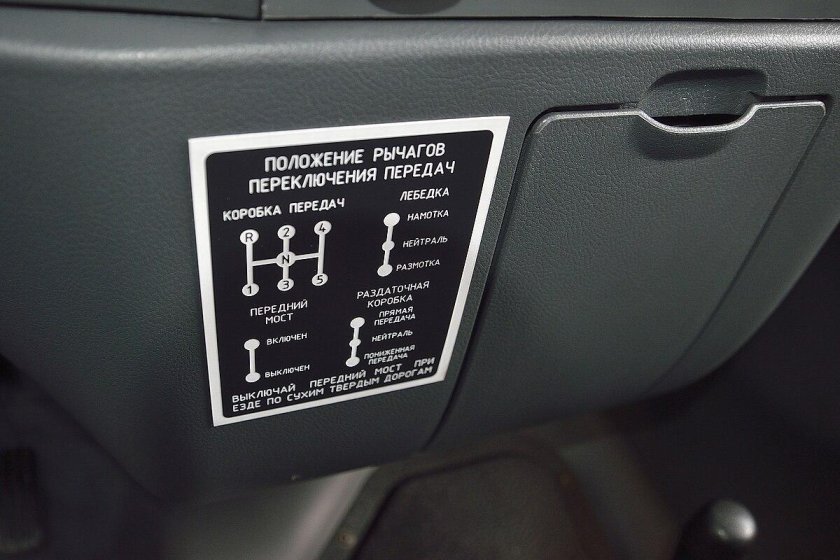 ПОЛОЖЕНИЕ РЫЧАГОВ
ПЕРЕКЛЮЧЕНИЯ ПЕРЕДАЧ
КОРОБКА ПЕРЕДАЧ
R 2 4
N
1 3 5
ЛЕБЕДКА
НАМОТКА
НЕЙТРАЛЬ
РАЗМОТКА
ПЕРЕДНИЙ
МОСТ
ВКЛЮЧЕН
ВЫКЛЮЧЕН
РАЗДАТОЧНАЯ
КОРОБКА
ПРЯМАЯ
ПЕРЕДАЧА
НЕЙТРАЛЬ
ПОНИЖЕННАЯ
ПЕРЕДАЧА
ВЫКЛЮЧАЙ ПЕРЕДНИЙ МОСТ ПРИ
ЕЗДЕ ПО СУХИМ ТВЕРДЫМ ДОРОГАМ